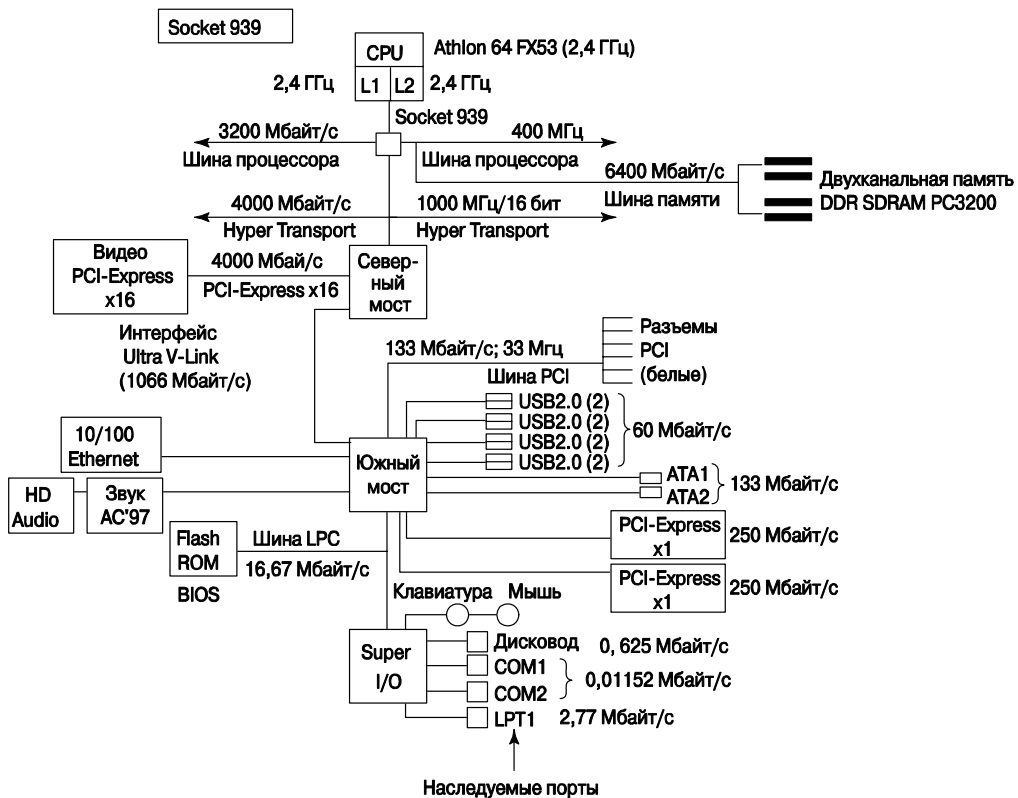 Socket 939
CPU
Athlon 64 FX53 (2,4 ГГц)
2,4 ГГц
L1
L2
2,4 ГГц
Socket 939
3200 Мбайт/с
400 МГц
Шина процессора
Шина процессора
6400 Мбайт/с
Шина памяти
Двухканальная память
DDR SDRAM PC3200
4000 Мбайт/с
1000 МГц/16 бит
Hyper Transport
Hyper Transport
Видео
PCI-Express
x16
4000 Мбай/с
PCI-Express x16
Север-
ный
мост
Интерфейс
Ultra V-Link
(1066 Мбайт/с)
133 Мбайт/с; 33 Мгц
Шина PCI
Разъемы
PCI
(белые)
USB2.0 (2)
USB2.0 (2)
USB2.0 (2)
USB2.0 (2)
60 Мбайт/с
10/100
Ethernet
Южный
мост
ATA1
ATA2
133 Мбайт/с
HD
Audio
Звук
AC'97
PCI-Express
x1
250 Мбайт/с
Flash
ROM
Шина LPC
16,67 Мбайт/с
BIOS
PCI-Express
x1
250 Мбайт/с
Клавиатура
Мышь
Super
I/O
Дисковод
0, 625 Мбайт/с
COM1
COM2
0,01152 Мбайт/с
LPT1
2,77 Мбайт/с
Наследуемые порты